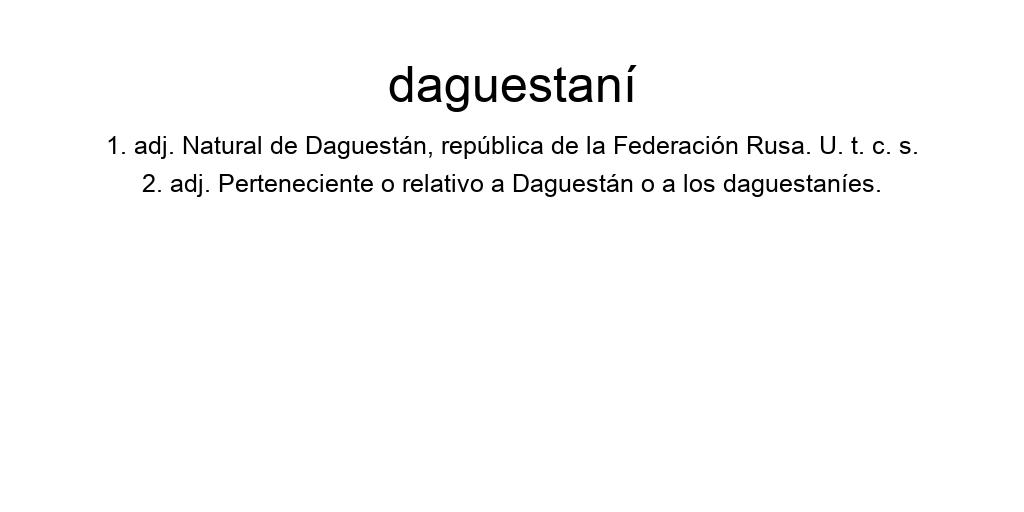 daguestaní
1. adj. Natural de Daguestán, república de la Federación Rusa. U. t. c. s.
2. adj. Perteneciente o relativo a Daguestán o a los daguestaníes.